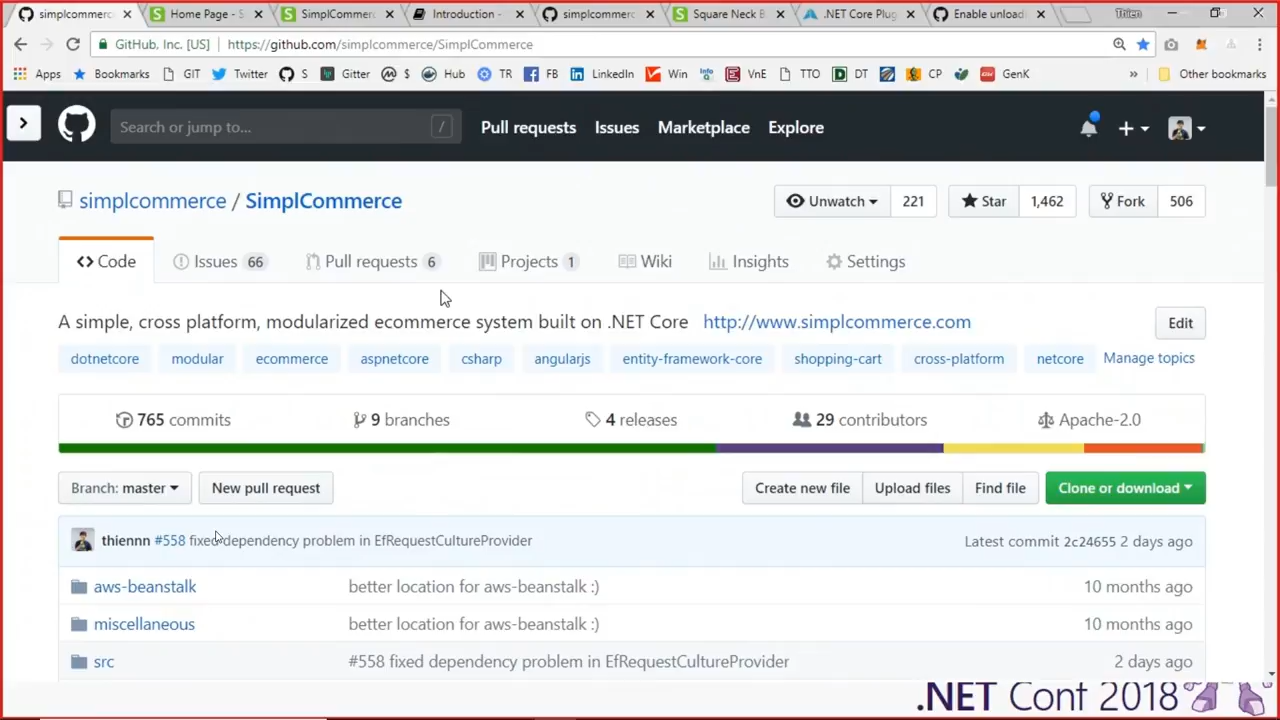 simplcommerc
Home Page - S
SimplCommerc
Introduction -
simplcommerc
Square Neck B
.NET Core Plug
Enable unload
Thien
GitHub, Inc. [US] | https://github.com/simplcommerce/SimplCommerce
Apps Bookmarks GIT Twitter S Gitter $ Hub TR FB LinkedIn Win VnE TTO DT CP GenK » Other bookmarks
Search or jump to... / Pull requests Issues Marketplace Explore
simplcommerce / SimplCommerce Unwatch 221 Star 1,462 Fork 506
Code Issues 66 Pull requests 6 Projects 1 Wiki Insights Settings
A simple, cross platform, modularized ecommerce system built on .NET Core http://www.simplcommerce.com Edit
dotnetcore modular ecommerce aspnetcore csharp angularjs entity-framework-core shopping-cart cross-platform netcore Manage topics
765 commits 9 branches 4 releases 29 contributors Apache-2.0
Branch: master New pull request Create new file Upload files Find file Clone or download
thiennn #558 fixed dependency problem in EfRequestCultureProvider Latest commit 2c24655 2 days ago
aws-beanstalk better location for aws-beanstalk :) 10 months ago
miscellaneous better location for aws-beanstalk :) 10 months ago
src #558 fixed dependency problem in EfRequestCultureProvider 2 days ago
.NET Conf 2018